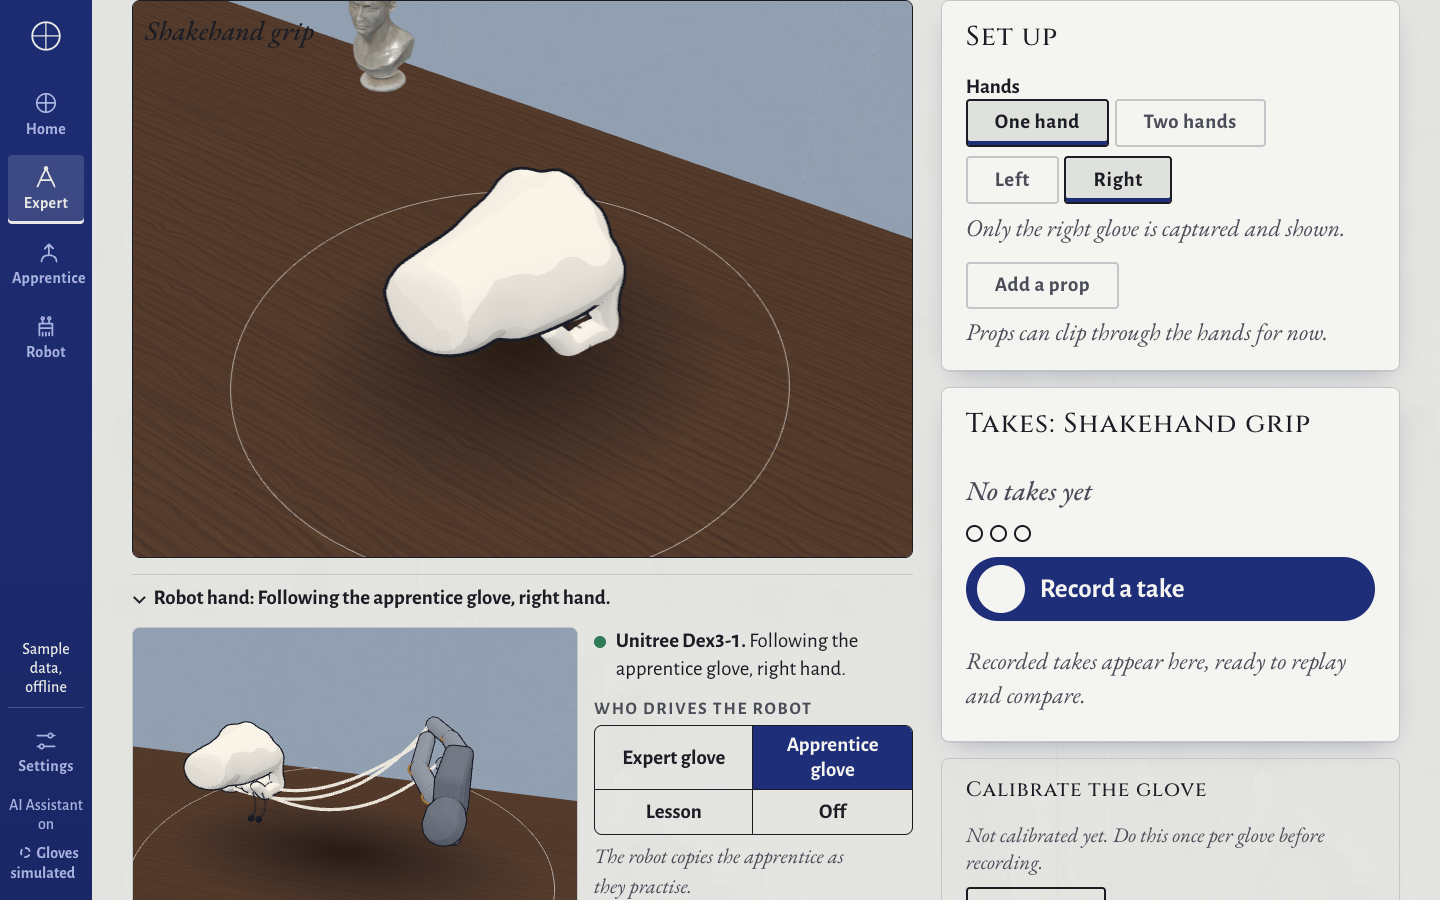 Home
Expert
Apprentice
Robot
Sample
data,
offline
Settings
AI Assistant
on
Gloves
simulated
Shakehand grip
Robot hand: Following the apprentice glove, right hand.
Unitree Dex3-1. Following the
apprentice glove, right hand.
WHO DRIVES THE ROBOT
Expert glove
Apprentice
glove
Lesson
Off
The robot copies the apprentice as
they practise.
Set up
Hands
One hand
Two hands
Left
Right
Only the right glove is captured and shown.
Add a prop
Props can clip through the hands for now.
Takes: Shakehand grip
No takes yet
Record a take
Recorded takes appear here, ready to replay
and compare.
Calibrate the glove
Not calibrated yet. Do this once per glove before
recording.